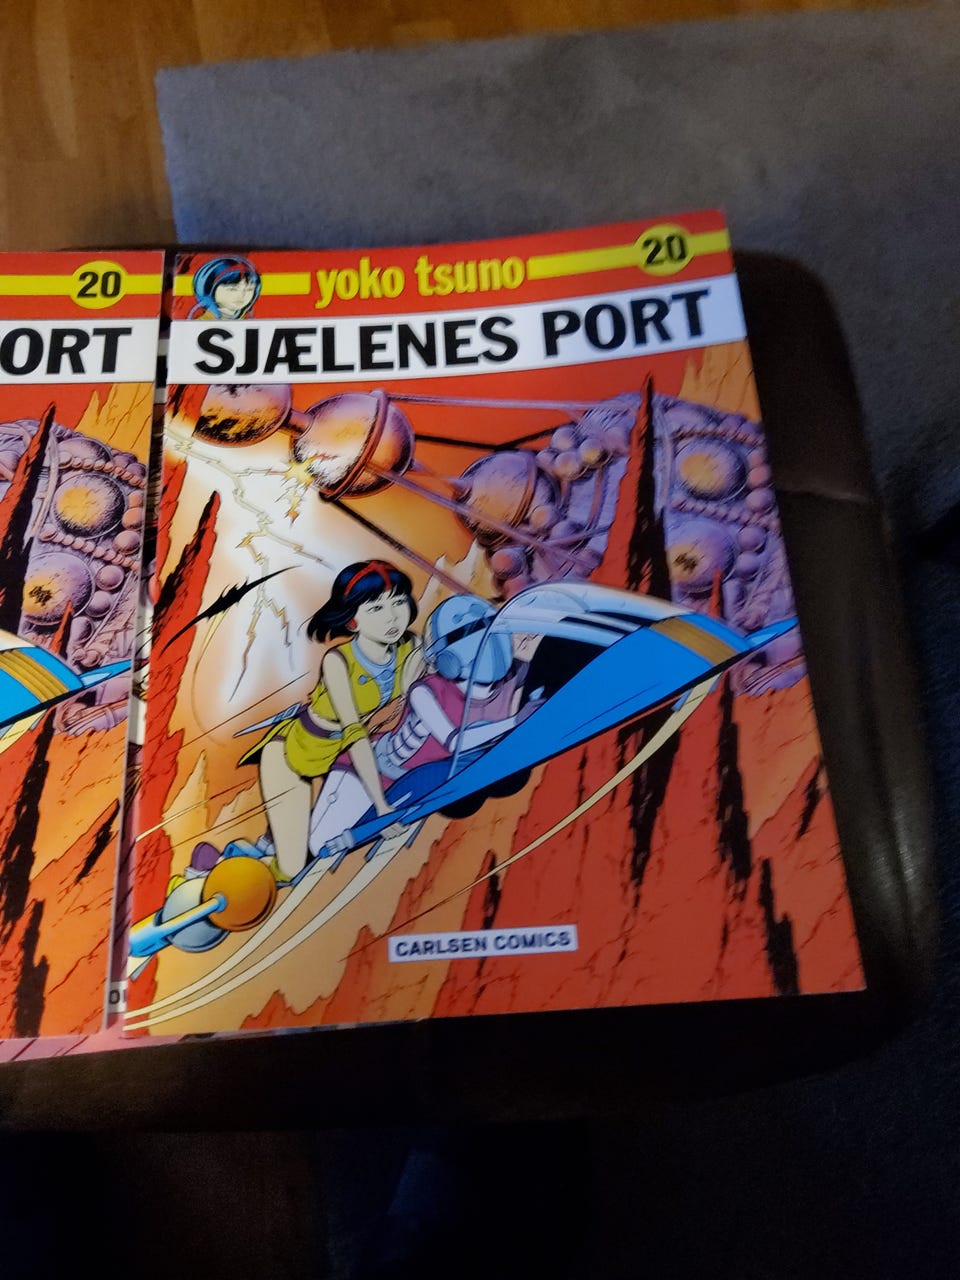 20
ORT
yoko tsuno
20
SJÆLENES PORT
CARLSEN COMICS